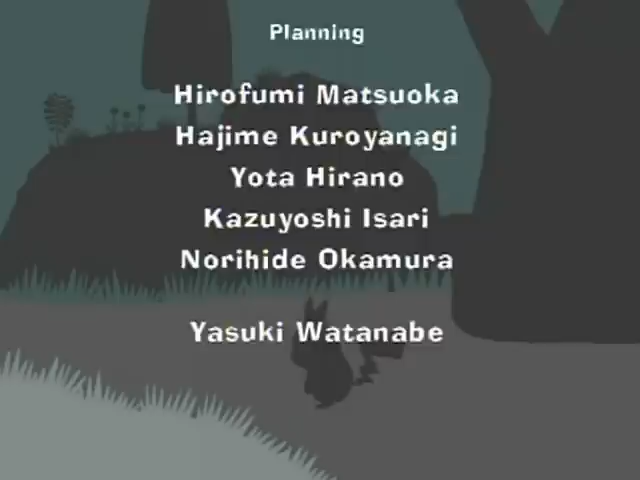 Planning
Hirofumi Matsuoka
Hajime Kuroyanagi
Yota Hirano
Kazuyoshi Isari
Norihide Okamura
Yasuki Watanabe